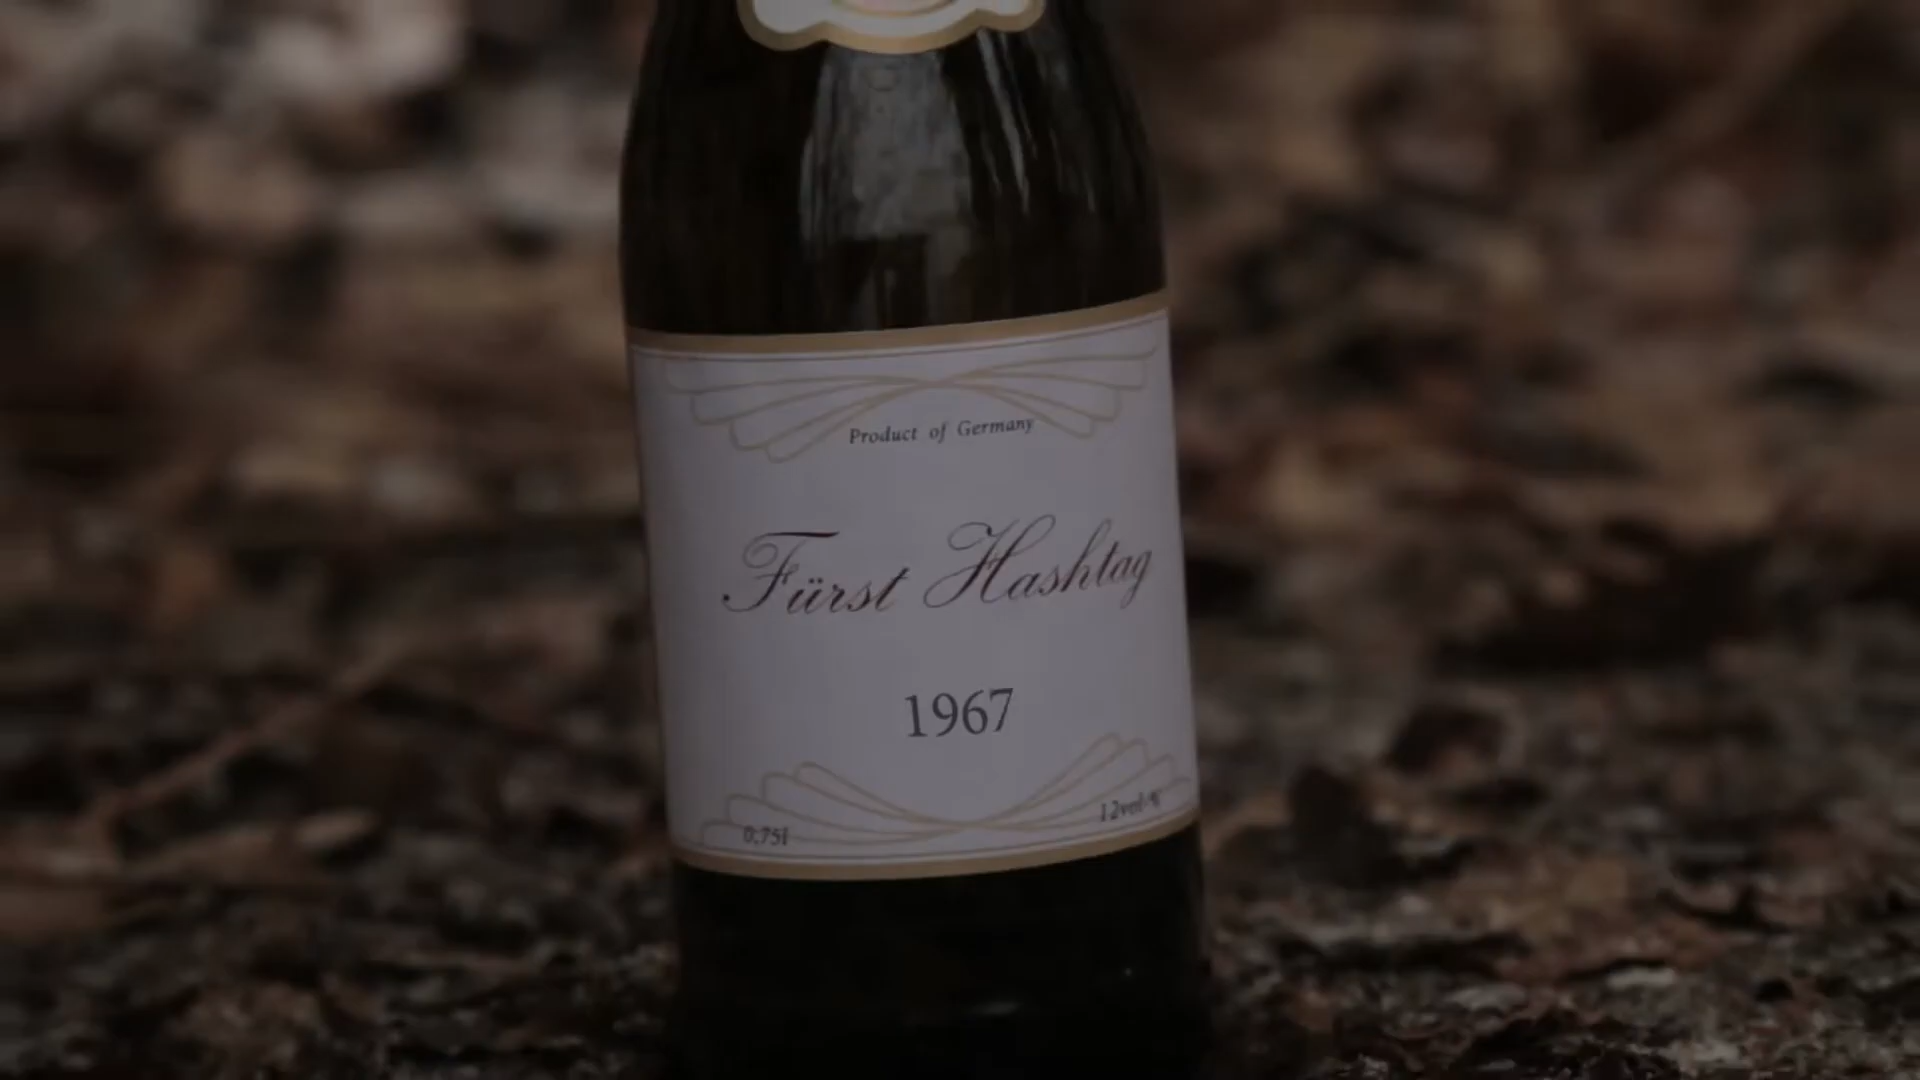 Product of Germany
Fürst Hashtag
1967
12vol-%
0,75l